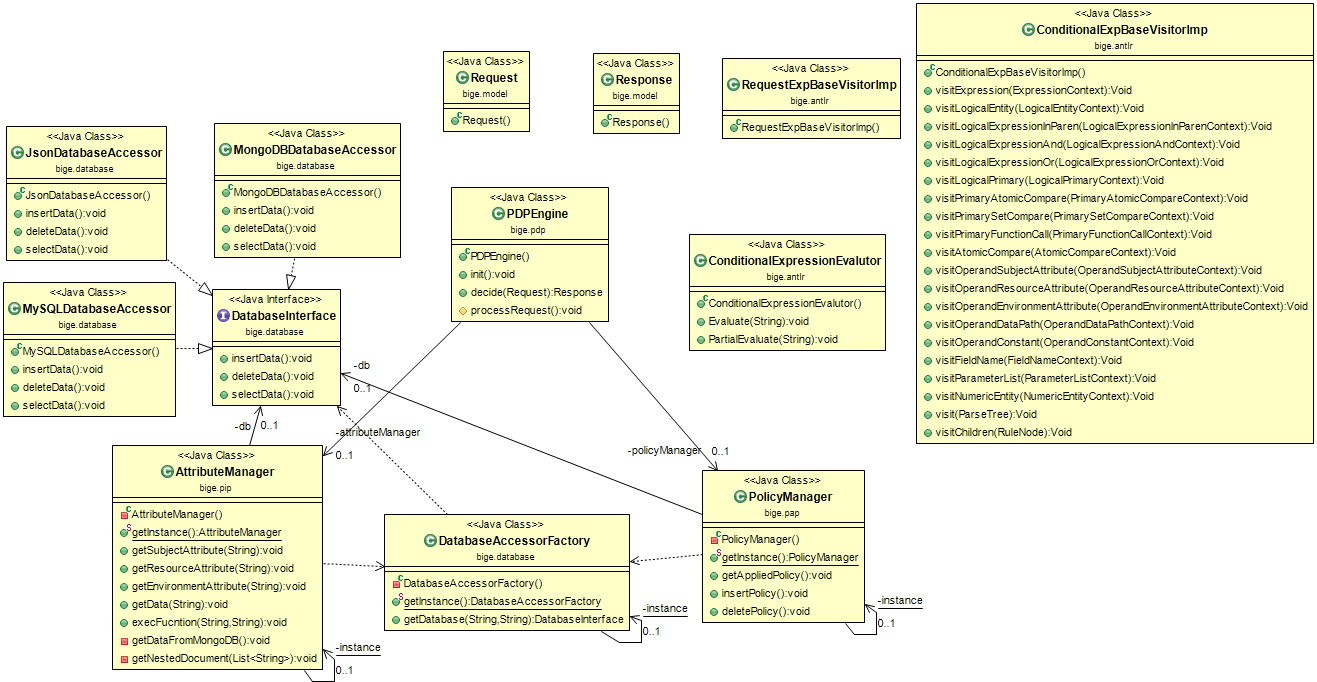 <<Java Class>>
ConditionalExpBaseVisitorImp
bige.antlr
ConditionalExpBaseVisitorImp()
visitExpression(ExpressionContext):Void
visitLogicalEntity(LogicalEntityContext):Void
visitLogicalExpressionInParen(LogicalExpressionInParenContext):Void
visitLogicalExpressionAnd(LogicalExpressionAndContext):Void
visitLogicalExpressionOr(LogicalExpressionOrContext):Void
visitLogicalPrimary(LogicalPrimaryContext):Void
visitPrimaryAtomicCompare(PrimaryAtomicCompareContext):Void
visitPrimarySetCompare(PrimarySetCompareContext):Void
visitPrimaryFunctionCall(PrimaryFunctionCallContext):Void
visitAtomicCompare(AtomicCompareContext):Void
visitOperandSubjectAttribute(OperandSubjectAttributeContext):Void
visitOperandResourceAttribute(OperandResourceAttributeContext):Void
visitOperandEnvironmentAttribute(OperandEnvironmentAttributeContext):Void
visitOperandDataPath(OperandDataPathContext):Void
visitOperandConstant(OperandConstantContext):Void
visitFieldName(FieldNameContext):Void
visitParameterList(ParameterListContext):Void
visitNumericEntity(NumericEntityContext):Void
visit(ParseTree):Void
visitChildren(RuleNode):Void
<<Java Class>>
Request
bige.model
Request()
<<Java Class>>
Response
bige.model
Response()
<<Java Class>>
RequestExpBaseVisitorImp
bige.antlr
RequestExpBaseVisitorImp()
<<Java Class>>
JsonDatabaseAccessor
bige.database
JsonDatabaseAccessor()
insertData():void
deleteData():void
selectData():void
<<Java Class>>
MongoDBDatabaseAccessor
bige.database
MongoDBDatabaseAccessor()
insertData():void
deleteData():void
selectData():void
<<Java Class>>
PDPEngine
bige.pdp
PDPEngine()
init():void
decide(Request):Response
processRequest():void
<<Java Class>>
ConditionalExpressionEvalutor
bige.antlr
ConditionalExpressionEvalutor()
Evaluate(String):void
PartialEvaluate(String):void
<<Java Class>>
MySQLDatabaseAccessor
bige.database
MySQLDatabaseAccessor()
insertData():void
deleteData():void
selectData():void
<<Java Interface>>
DatabaseInterface
bige.database
insertData():void
deleteData():void
selectData():void
-db
0..1
-db
0..1
-attributeManager
0..1
-policyManager
0..1
<<Java Class>>
AttributeManager
bige.pip
AttributeManager()
getInstance():AttributeManager
getSubjectAttribute(String):void
getResourceAttribute(String):void
getEnvironmentAttribute(String):void
getData(String):void
execFucntion(String,String):void
getDataFromMongoDB():void
getNestedDocument(List<String>):void
-instance
0..1
<<Java Class>>
DatabaseAccessorFactory
bige.database
DatabaseAccessorFactory()
getInstance():DatabaseAccessorFactory
getDatabase(String,String):DatabaseInterface
-instance
0..1
<<Java Class>>
PolicyManager
bige.pap
PolicyManager()
getInstance():PolicyManager
getAppliedPolicy():void
insertPolicy():void
deletePolicy():void
-instance
0..1